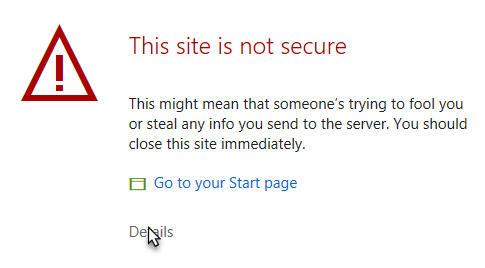 This site is not secure
This might mean that someone's trying to fool you
or steal any info you send to the server. You should
close this site immediately.
Go to your Start page
Details